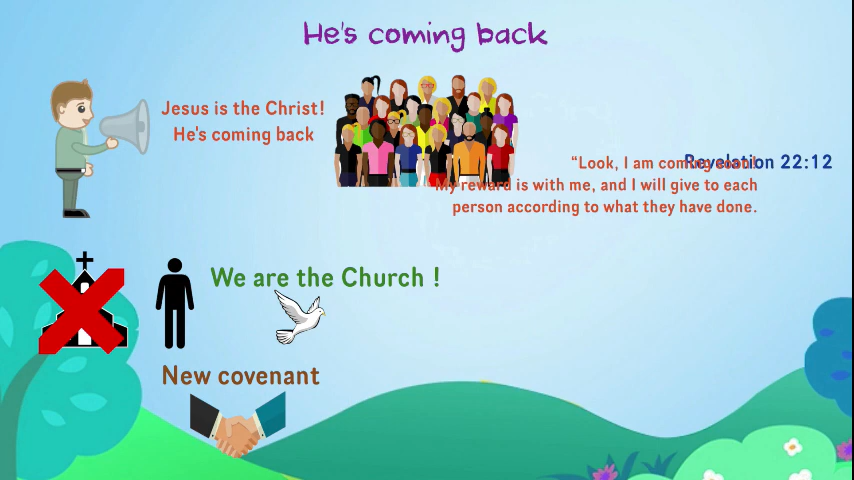 He's coming back
Jesus is the Christ!
He's coming back
Revelation 22:12
“Look, I am coming soon!
My reward is with me, and I will give to each
person according to what they have done.
We are the Church !
New covenant